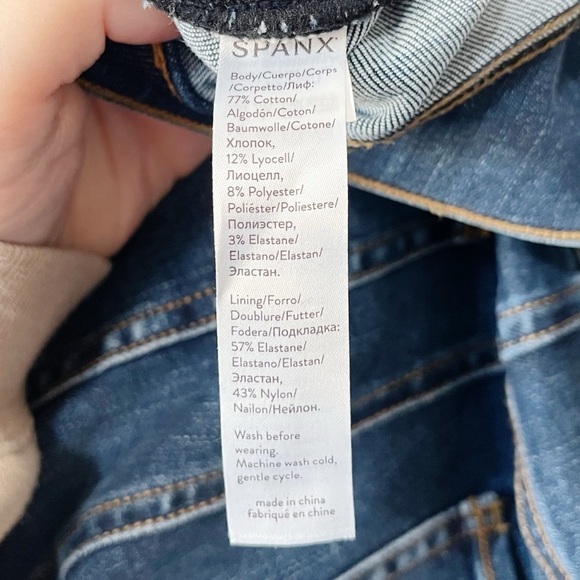 SPANX
Body/Cuerpo/Corps
/Corpetto/Лиф:
77% Cotton/
Algodón/Coton/
Baumwolle/Cotone/
Хлопок,
12% Lyocell/
Лиоцелл,
8% Polyester/
Poliéster/Poliestere/
Полиэстер,
3% Elastane/
Elastano/Elastan/
Эластан.
Lining/Forro/
Doublure/Futter/
Fodera/Подкладка:
57% Elastane/
Elastano/Elastan/
Эластан,
43% Nylon/
Nailon/Нейлон.
Wash before
wearing.
Machine wash cold,
gentle cycle.
made in china
fabriqué en chine